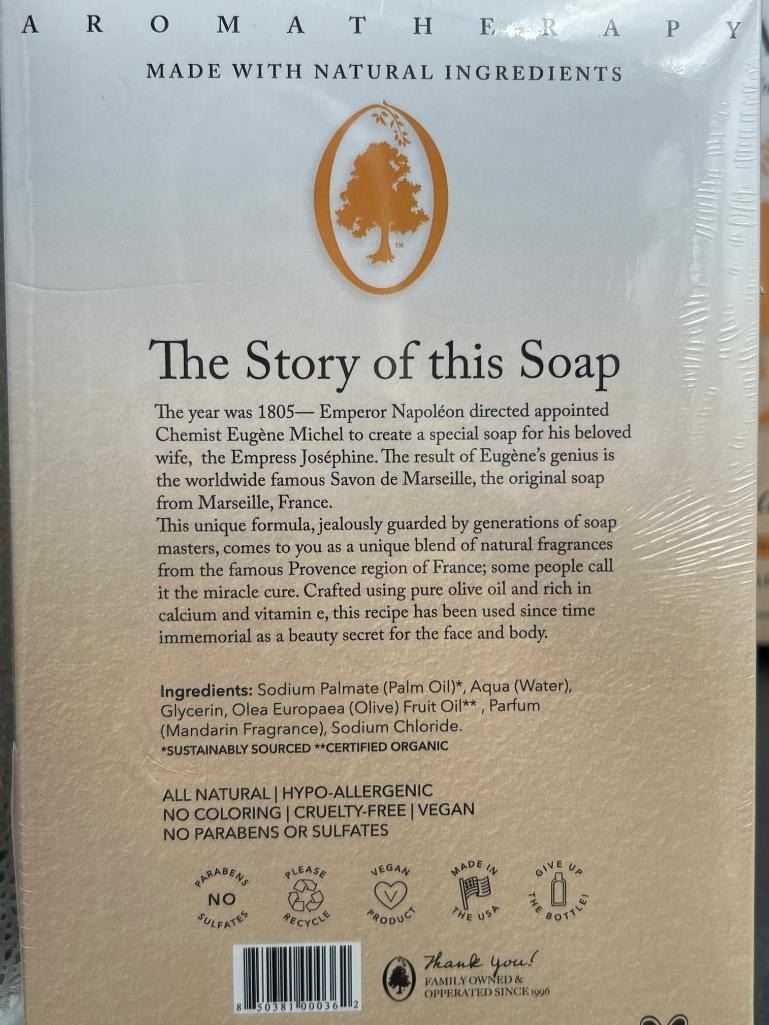 AROMATHERAPY
MADE WITH NATURAL INGREDIENTS
TM
The Story of this Soap
The year was 1805— Emperor Napoléon directed appointed
Chemist Eugène Michel to create a special soap for his beloved
wife, the Empress Joséphine. The result of Eugène's genius is
the worldwide famous Savon de Marseille, the original soap
from Marseille, France.
This unique formula, jealously guarded by generations of soap
masters, comes to you as a unique blend of natural fragrances
from the famous Provence region of France; some people call
it the miracle cure. Crafted using pure olive oil and rich in
calcium and vitamin e, this recipe has been used since time
immemorial as a beauty secret for the face and body.
Ingredients: Sodium Palmate (Palm Oil)*, Aqua (Water),
Glycerin, Olea Europaea (Olive) Fruit Oil** , Parfum
(Mandarin Fragrance), Sodium Chloride.
*SUSTAINABLY SOURCED **CERTIFIED ORGANIC
ALL NATURAL | HYPO-ALLERGENIC
NO COLORING | CRUELTY-FREE | VEGAN
NO PARABENS OR SULFATES
PARABENS NO SULFATES
PLEASE RECYCLE
VEGAN V PRODUCT
MADE IN THE USA
GIVE UP THE BOTTLE!
8 50381 00036 2
Thank you!
FAMILY OWNED &
OPPERATED SINCE 1996